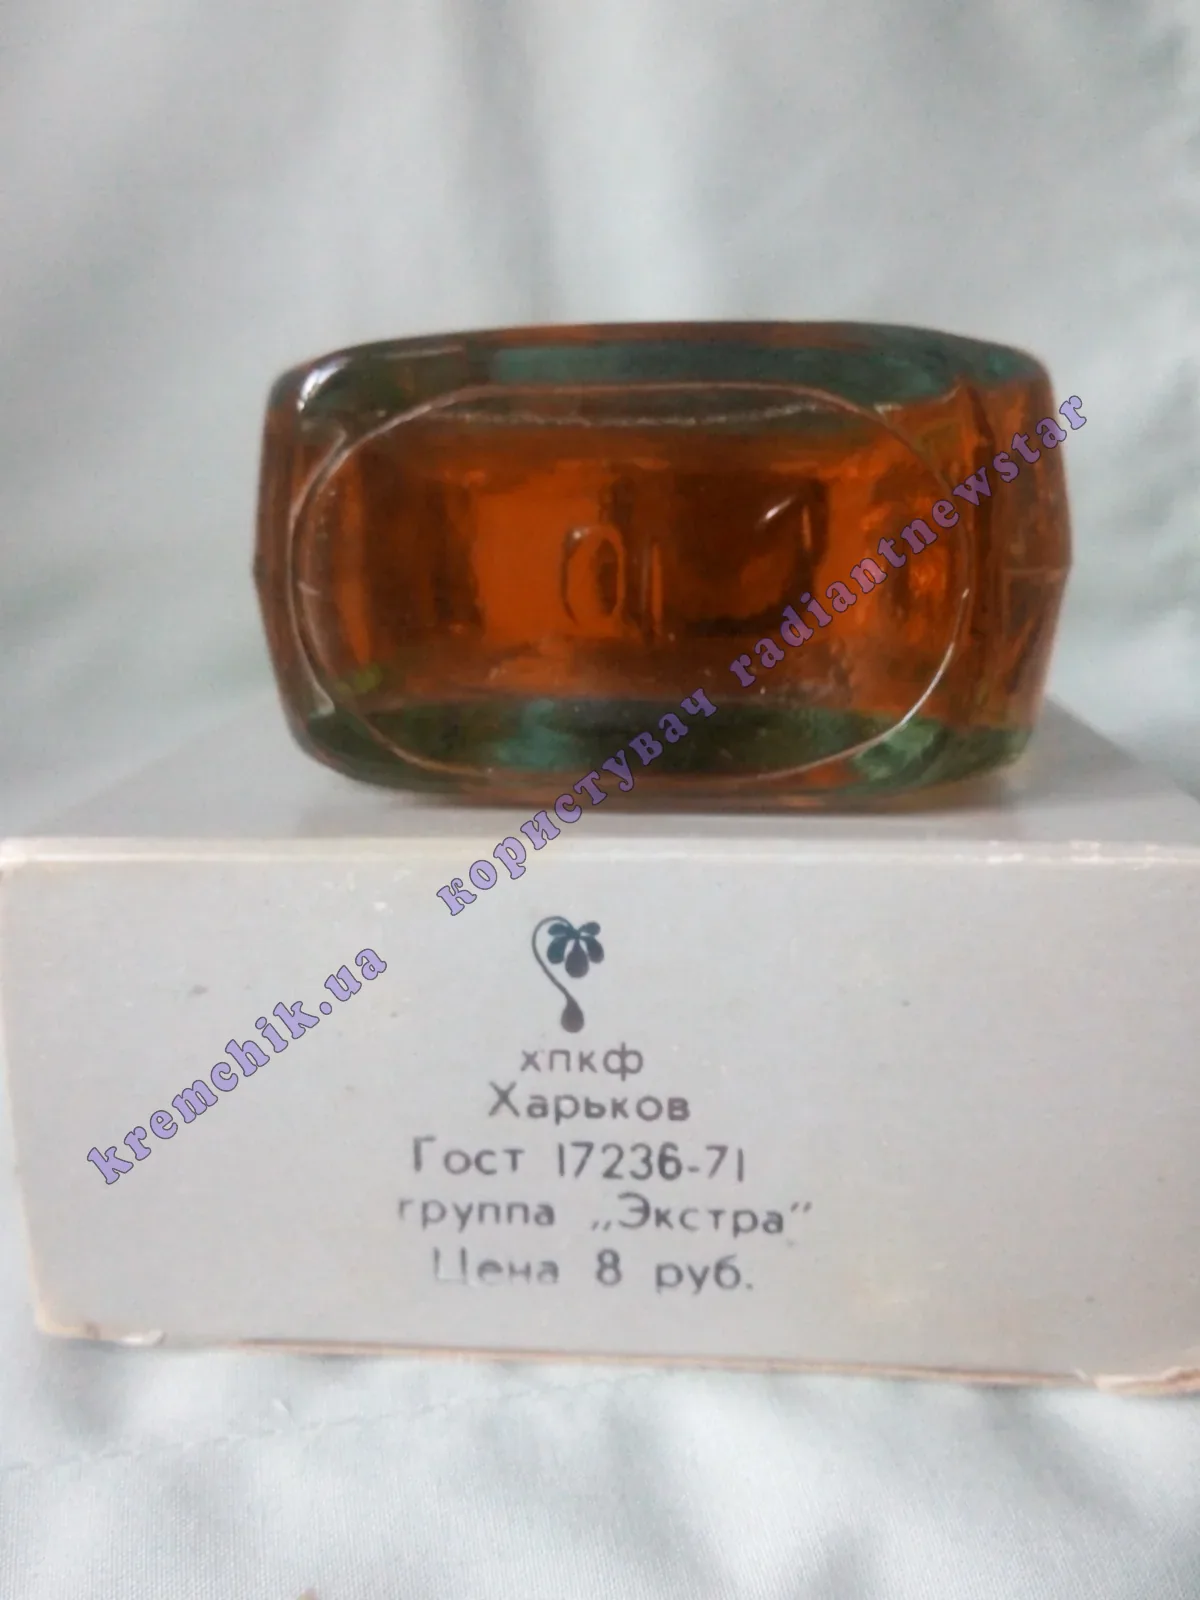 kremchik.ua користувач radiantnewstar
хпкф
Харьков
Гост 17236-71
группа „Экстра”
Цена 8 руб.